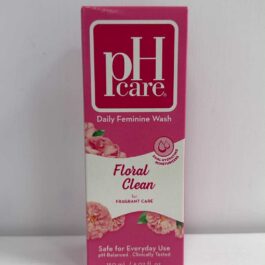 pH
care®
Daily Feminine Wash
Floral
Clean
for
FRAGRANT CARE
Safe for Everyday Use
pH-Balanced . Clinically Tested